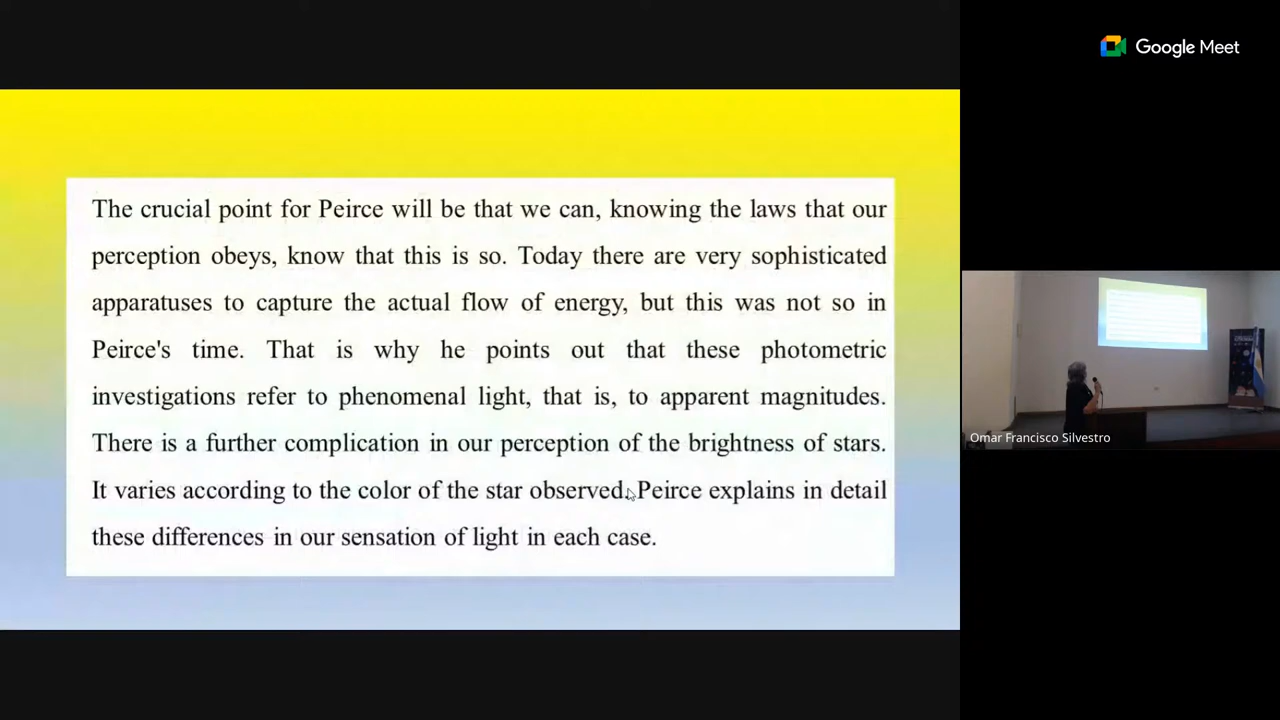 Google Meet
The crucial point for Peirce will be that we can, knowing the laws that our
perception obeys, know that this is so. Today there are very sophisticated
apparatuses to capture the actual flow of energy, but this was not so in
Peirce's time. That is why he points out that these photometric
investigations refer to phenomenal light, that is, to apparent magnitudes.
There is a further complication in our perception of the brightness of stars.
It varies according to the color of the star observed. Peirce explains in detail
these differences in our sensation of light in each case.
Omar Francisco Silvestro